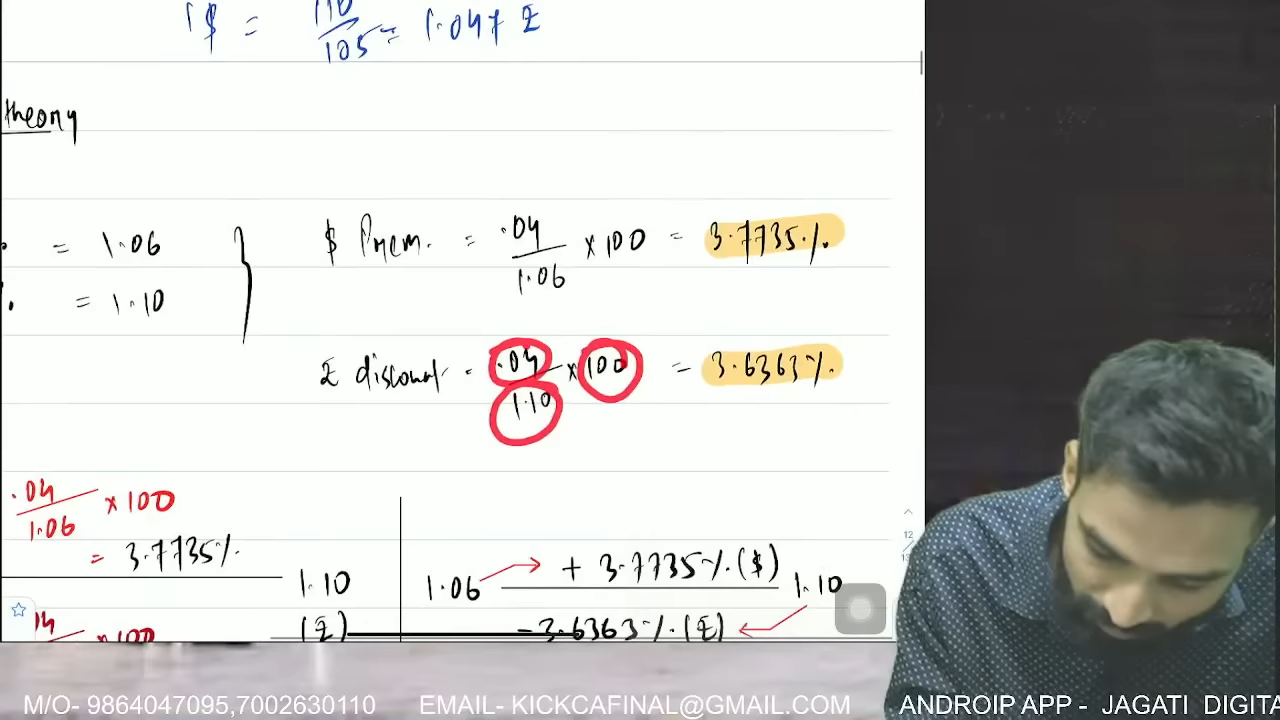 1$ = 110/105 = 1.047 £
theory
= 1.06
= 1.10
$ Prem. = .04/1.06 × 100 = 3.7735%
£ discount = .04/1.10 × 100 = 3.6363%
.04/1.06 × 100
= 3.7735%
1.10
(£)
1.06 → + 3.7735%.($) 1.10
-3.6363%.(£)
× 100
12
M/O- 9864047095,7002630110 EMAIL- KICKCAFINAL@GMAIL.COM ANDROIP APP - JAGATI DIGITA